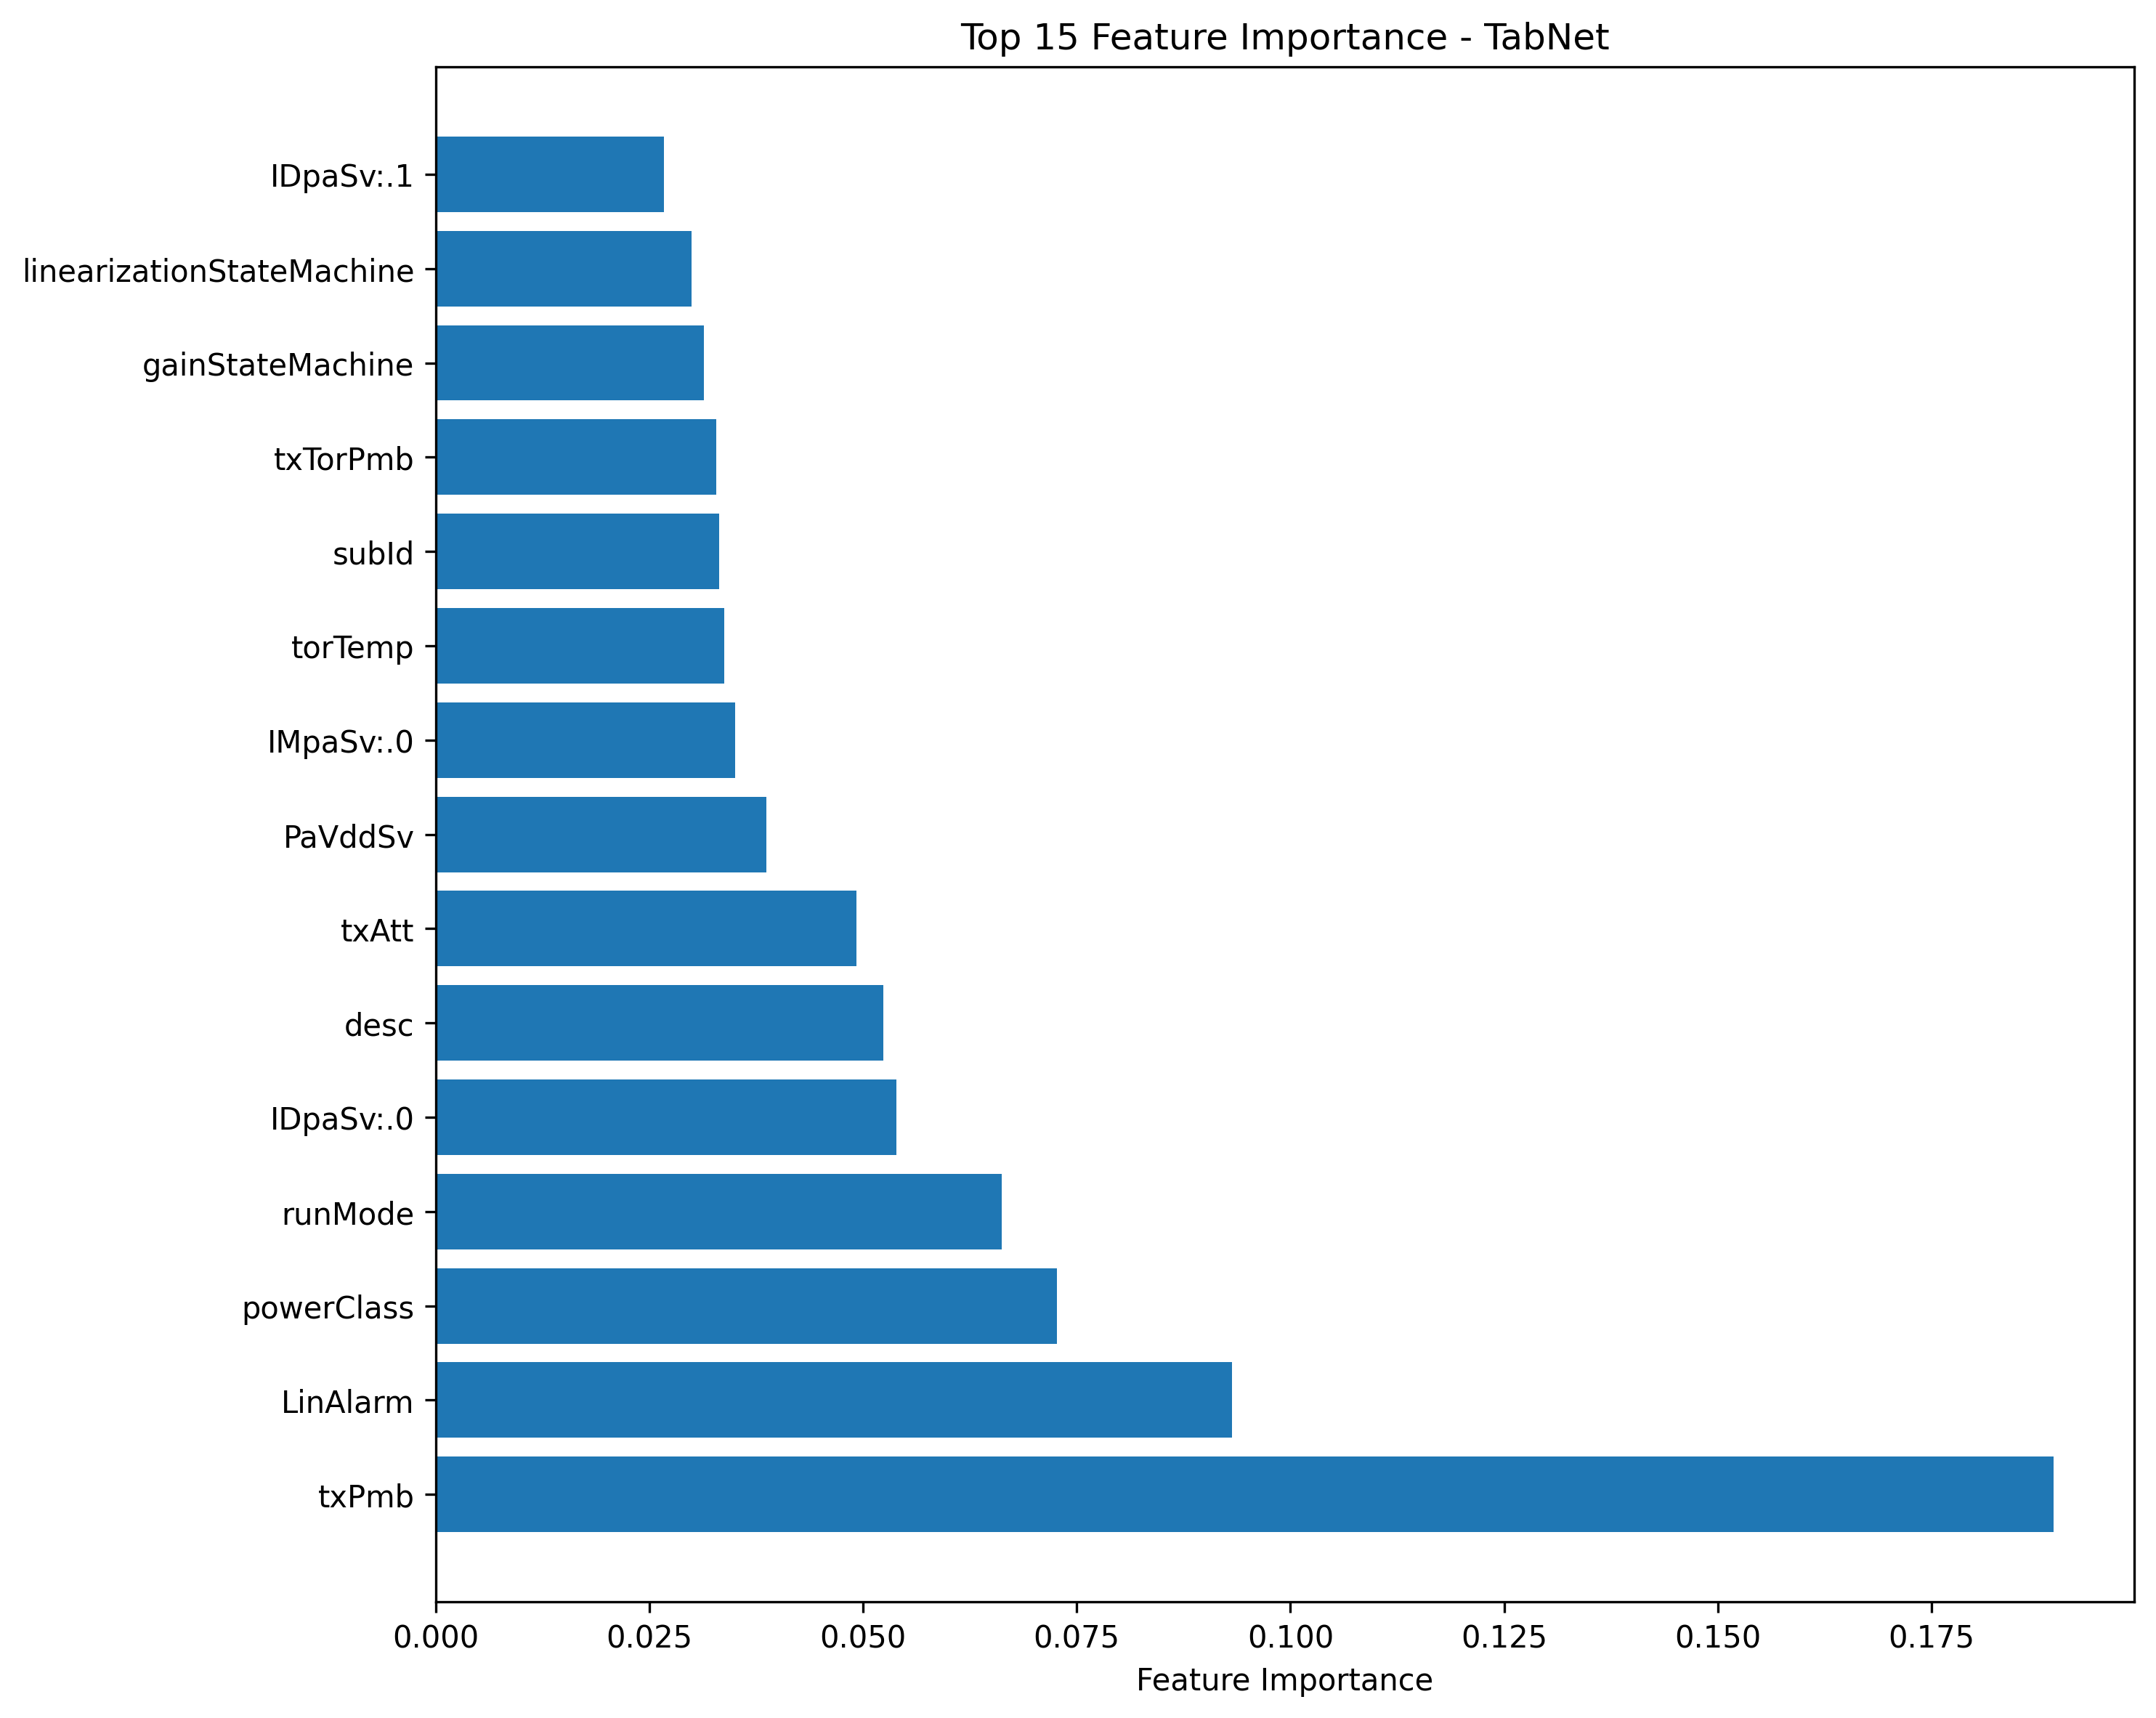 Top 15 Feature Importance - TabNet
IDpaSv:.1
linearizationStateMachine
gainStateMachine
txTorPmb
subId
torTemp
IMpaSv:.0
PaVddSv
txAtt
desc
IDpaSv:.0
runMode
powerClass
LinAlarm
txPmb
0.000 0.025 0.050 0.075 0.100 0.125 0.150 0.175
Feature Importance